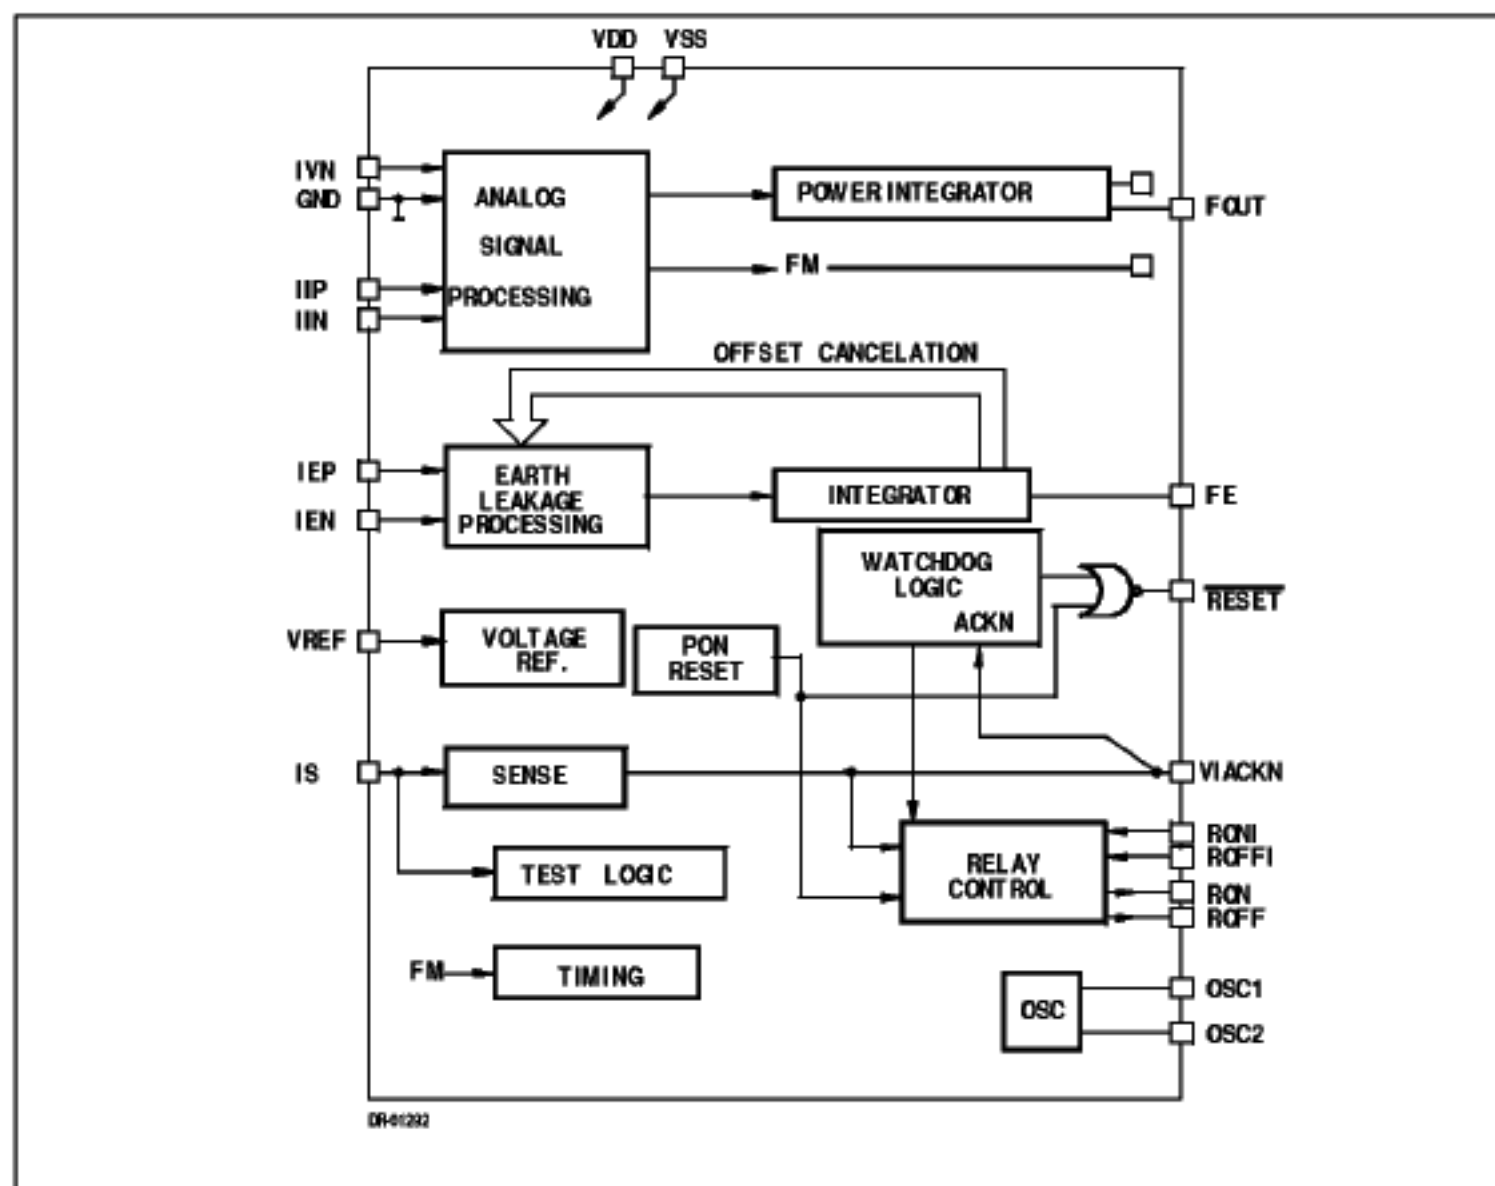 VDD VSS
IVN
GND
ANALOG
SIGNAL
PROCESSING
POWER INTEGRATOR
FOUT
FM
IIP
IIN
OFFSET CANCELATION
IEP
IEN
EARTH
LEAKAGE
PROCESSING
INTEGRATOR
FE
WATCHDOG
LOGIC
ACKN
RESET
VREF
VOLTAGE
REF.
PON
RESET
IS
SENSE
VIACKN
RONI
ROFFI
RON
ROFF
RELAY
CONTROL
TEST LOGIC
FM
TIMING
OSC
OSC1
OSC2
DR-01292